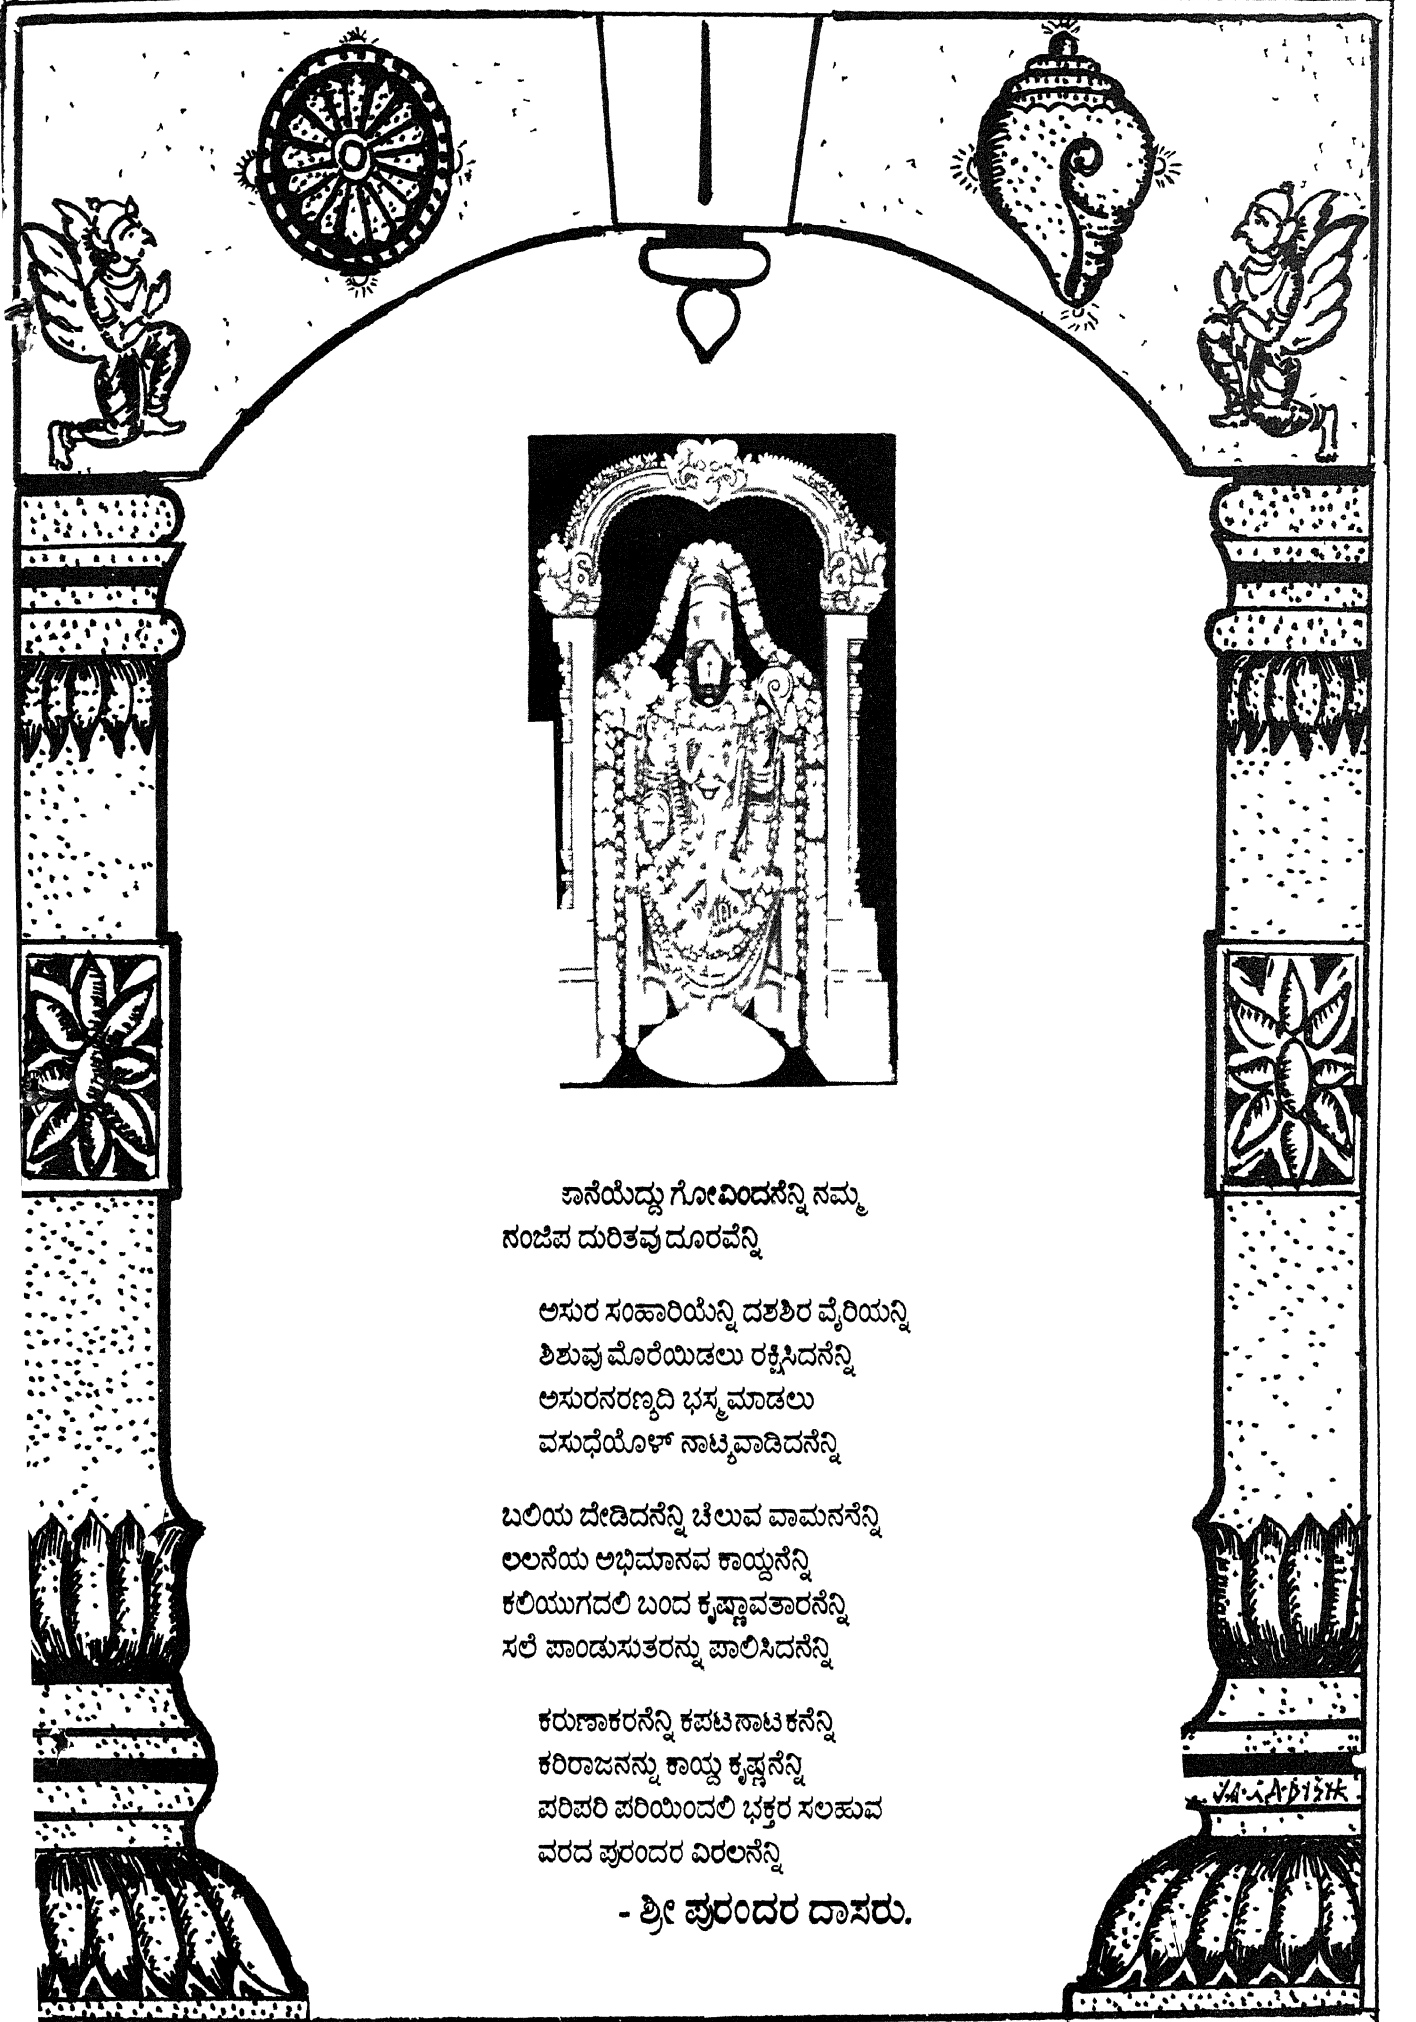 ಕಾನೆಯೆದ್ದು ಗೋವಿಂದನೆನ್ನಿ ನಮ್ಮ
ನಂಜಿಪ ದುರಿತವು ದೂರವೆನ್ನಿ
ಅಸುರ ಸಂಹಾರಿಯೆನ್ನಿ ದಶಶಿರ ವೈರಿಯನ್ನಿ
ಶಿಶುವು ಮೊರೆಯಿಡಲು ರಕ್ಷಿಸಿದನೆನ್ನಿ
ಅಸುರನರಣ್ಯದಿ ಭಸ್ಮಮಾಡಲು
ವಸುಧೆಯೊಳ್ ನಾಟ್ಯವಾಡಿದನೆನ್ನಿ
ಬಲಿಯ ಬೇಡಿದನೆನ್ನಿ ಚೆಲುವ ವಾಮನನೆನ್ನಿ
ಲಲನೆಯ ಅಭಿಮಾನವ ಕಾಯ್ದನೆನ್ನಿ
ಕಲಿಯುಗದಲಿ ಬಂದ ಕೃಷ್ಣಾವತಾರನೆನ್ನಿ
ಸಲೆ ಪಾಂಡುಸುತರನ್ನು ಪಾಲಿಸಿದನೆನ್ನಿ
ಕರುಣಾಕರನೆನ್ನಿ ಕಪಟನಾಟಕನೆನ್ನಿ
ಕರಿರಾಜನನ್ನು ಕಾಯ್ದ ಕೃಷ್ಣನೆನ್ನಿ
ಪರಿಪರಿ ಪರಿಯಿಂದಲಿ ಭಕ್ತರ ಸಲಹುವ
ವರದ ಪುರಂದರ ವಿಠಲನೆನ್ನಿ
- ಶ್ರೀ ಪುರಂದರ ದಾಸರು.